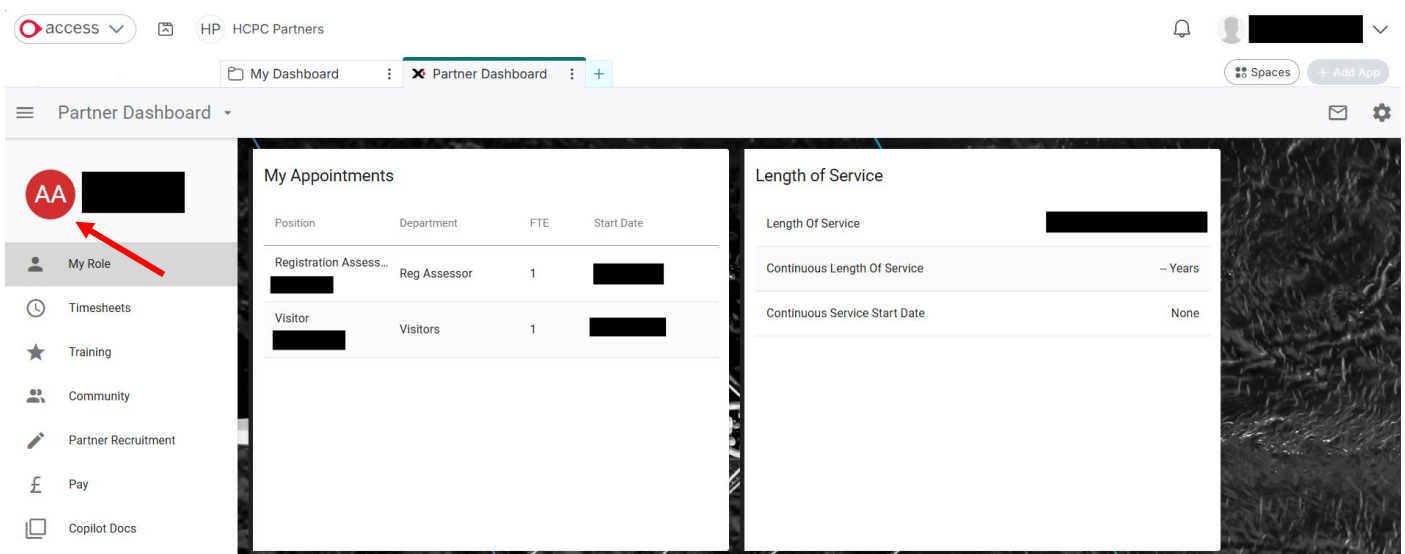 access HP HCPC Partners
My Dashboard Partner Dashboard + Spaces + Add App
Partner Dashboard
AA
My Role
Timesheets
Training
Community
Partner Recruitment
£ Pay
Copilot Docs
My Appointments
Position Department FTE Start Date
Registration Assess... Reg Assessor 1
Visitor Visitors 1
Length of Service
Length Of Service
Continuous Length Of Service -- Years
Continuous Service Start Date None